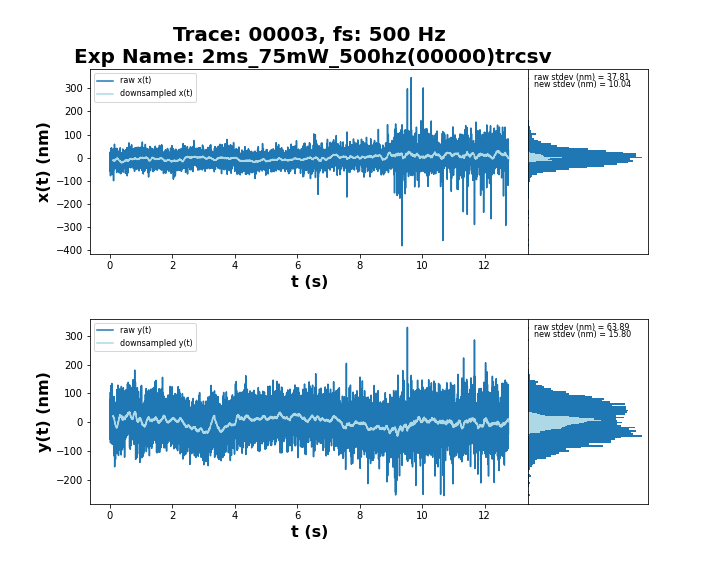 Trace: 00003, fs: 500 Hz
Exp Name: 2ms_75mW_500hz(00000)trcsv
raw x(t)
downsampled x(t)
raw stdev (nm) = 37.81
new stdev (nm) = 10.04
x(t) (nm)
300
200
100
0
−100
−200
−300
−400
0 2 4 6 8 10 12
t (s)
raw y(t)
downsampled y(t)
raw stdev (nm) = 63.89
new stdev (nm) = 15.80
y(t) (nm)
300
200
100
0
−100
−200
0 2 4 6 8 10 12
t (s)